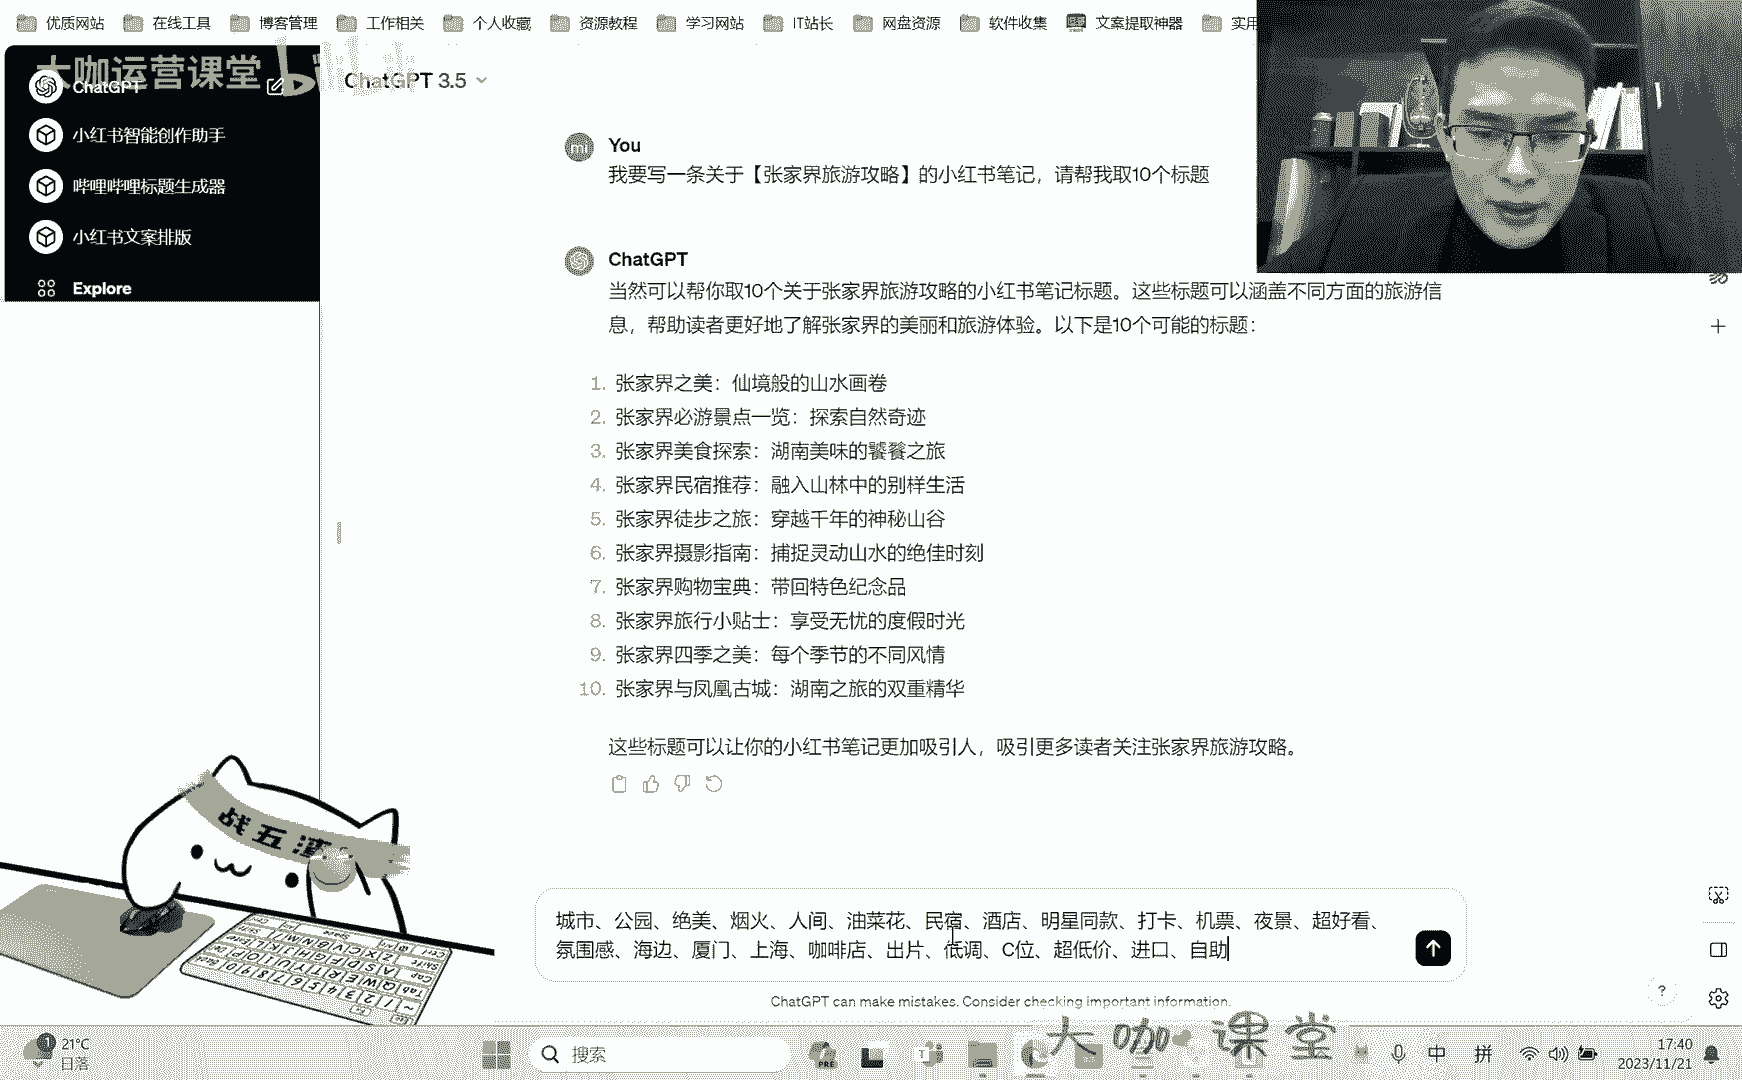 优质网站 在线工具 博客管理 工作相关 个人收藏 资源教程 学习网站 IT站长 网盘资源 软件收集 文案提取神器 实用
大咖运营课堂
ChatGPT
ChatGPT 3.5
小红书智能创作助手
哔哩哔哩标题生成器
小红书文案排版
Explore
You
我要写一条关于【张家界旅游攻略】的小红书笔记，请帮我取10个标题
ChatGPT
当然可以帮你取10个关于张家界旅游攻略的小红书笔记标题。这些标题可以涵盖不同方面的旅游信
息，帮助读者更好地了解张家界的美丽和旅游体验。以下是10个可能的标题：
1. 张家界之美：仙境般的山水画卷
2. 张家界必游景点一览：探索自然奇迹
3. 张家界美食探索：湖南美味的饕餮之旅
4. 张家界民宿推荐：融入山林中的别样生活
5. 张家界徒步之旅：穿越千年的神秘山谷
6. 张家界摄影指南：捕捉灵动山水的绝佳时刻
7. 张家界购物宝典：带回特色纪念品
8. 张家界旅行小贴士：享受无忧的度假时光
9. 张家界四季之美：每个季节的不同风情
10. 张家界与凤凰古城：湖南之旅的双重精华
这些标题可以让你的小红书笔记更加吸引人，吸引更多读者关注张家界旅游攻略。
战五渣
城市、公园、绝美、烟火、人间、油菜花、民宿、酒店、明星同款、打卡、机票、夜景、超好看、
氛围感、海边、厦门、上海、咖啡店、出片、低调、C位、超低价、进口、自助
ChatGPT can make mistakes. Consider checking important information.
大咖课堂
21°C
日落
搜索
中 拼
17:40
2023/11/21